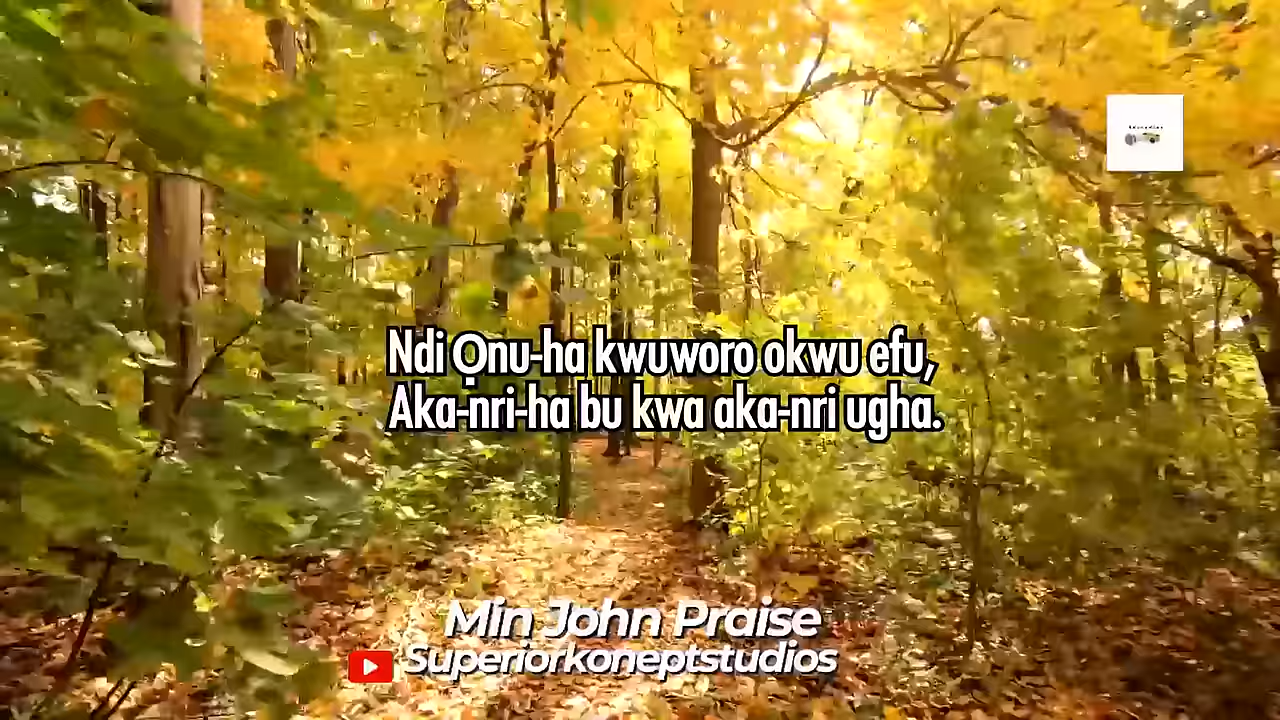 Ndi Ọnu-ha kwuworo okwu efu,
Aka-nri-ha bu kwa aka-nri ugha.
Min John Praise
Superiorkoneptstudios